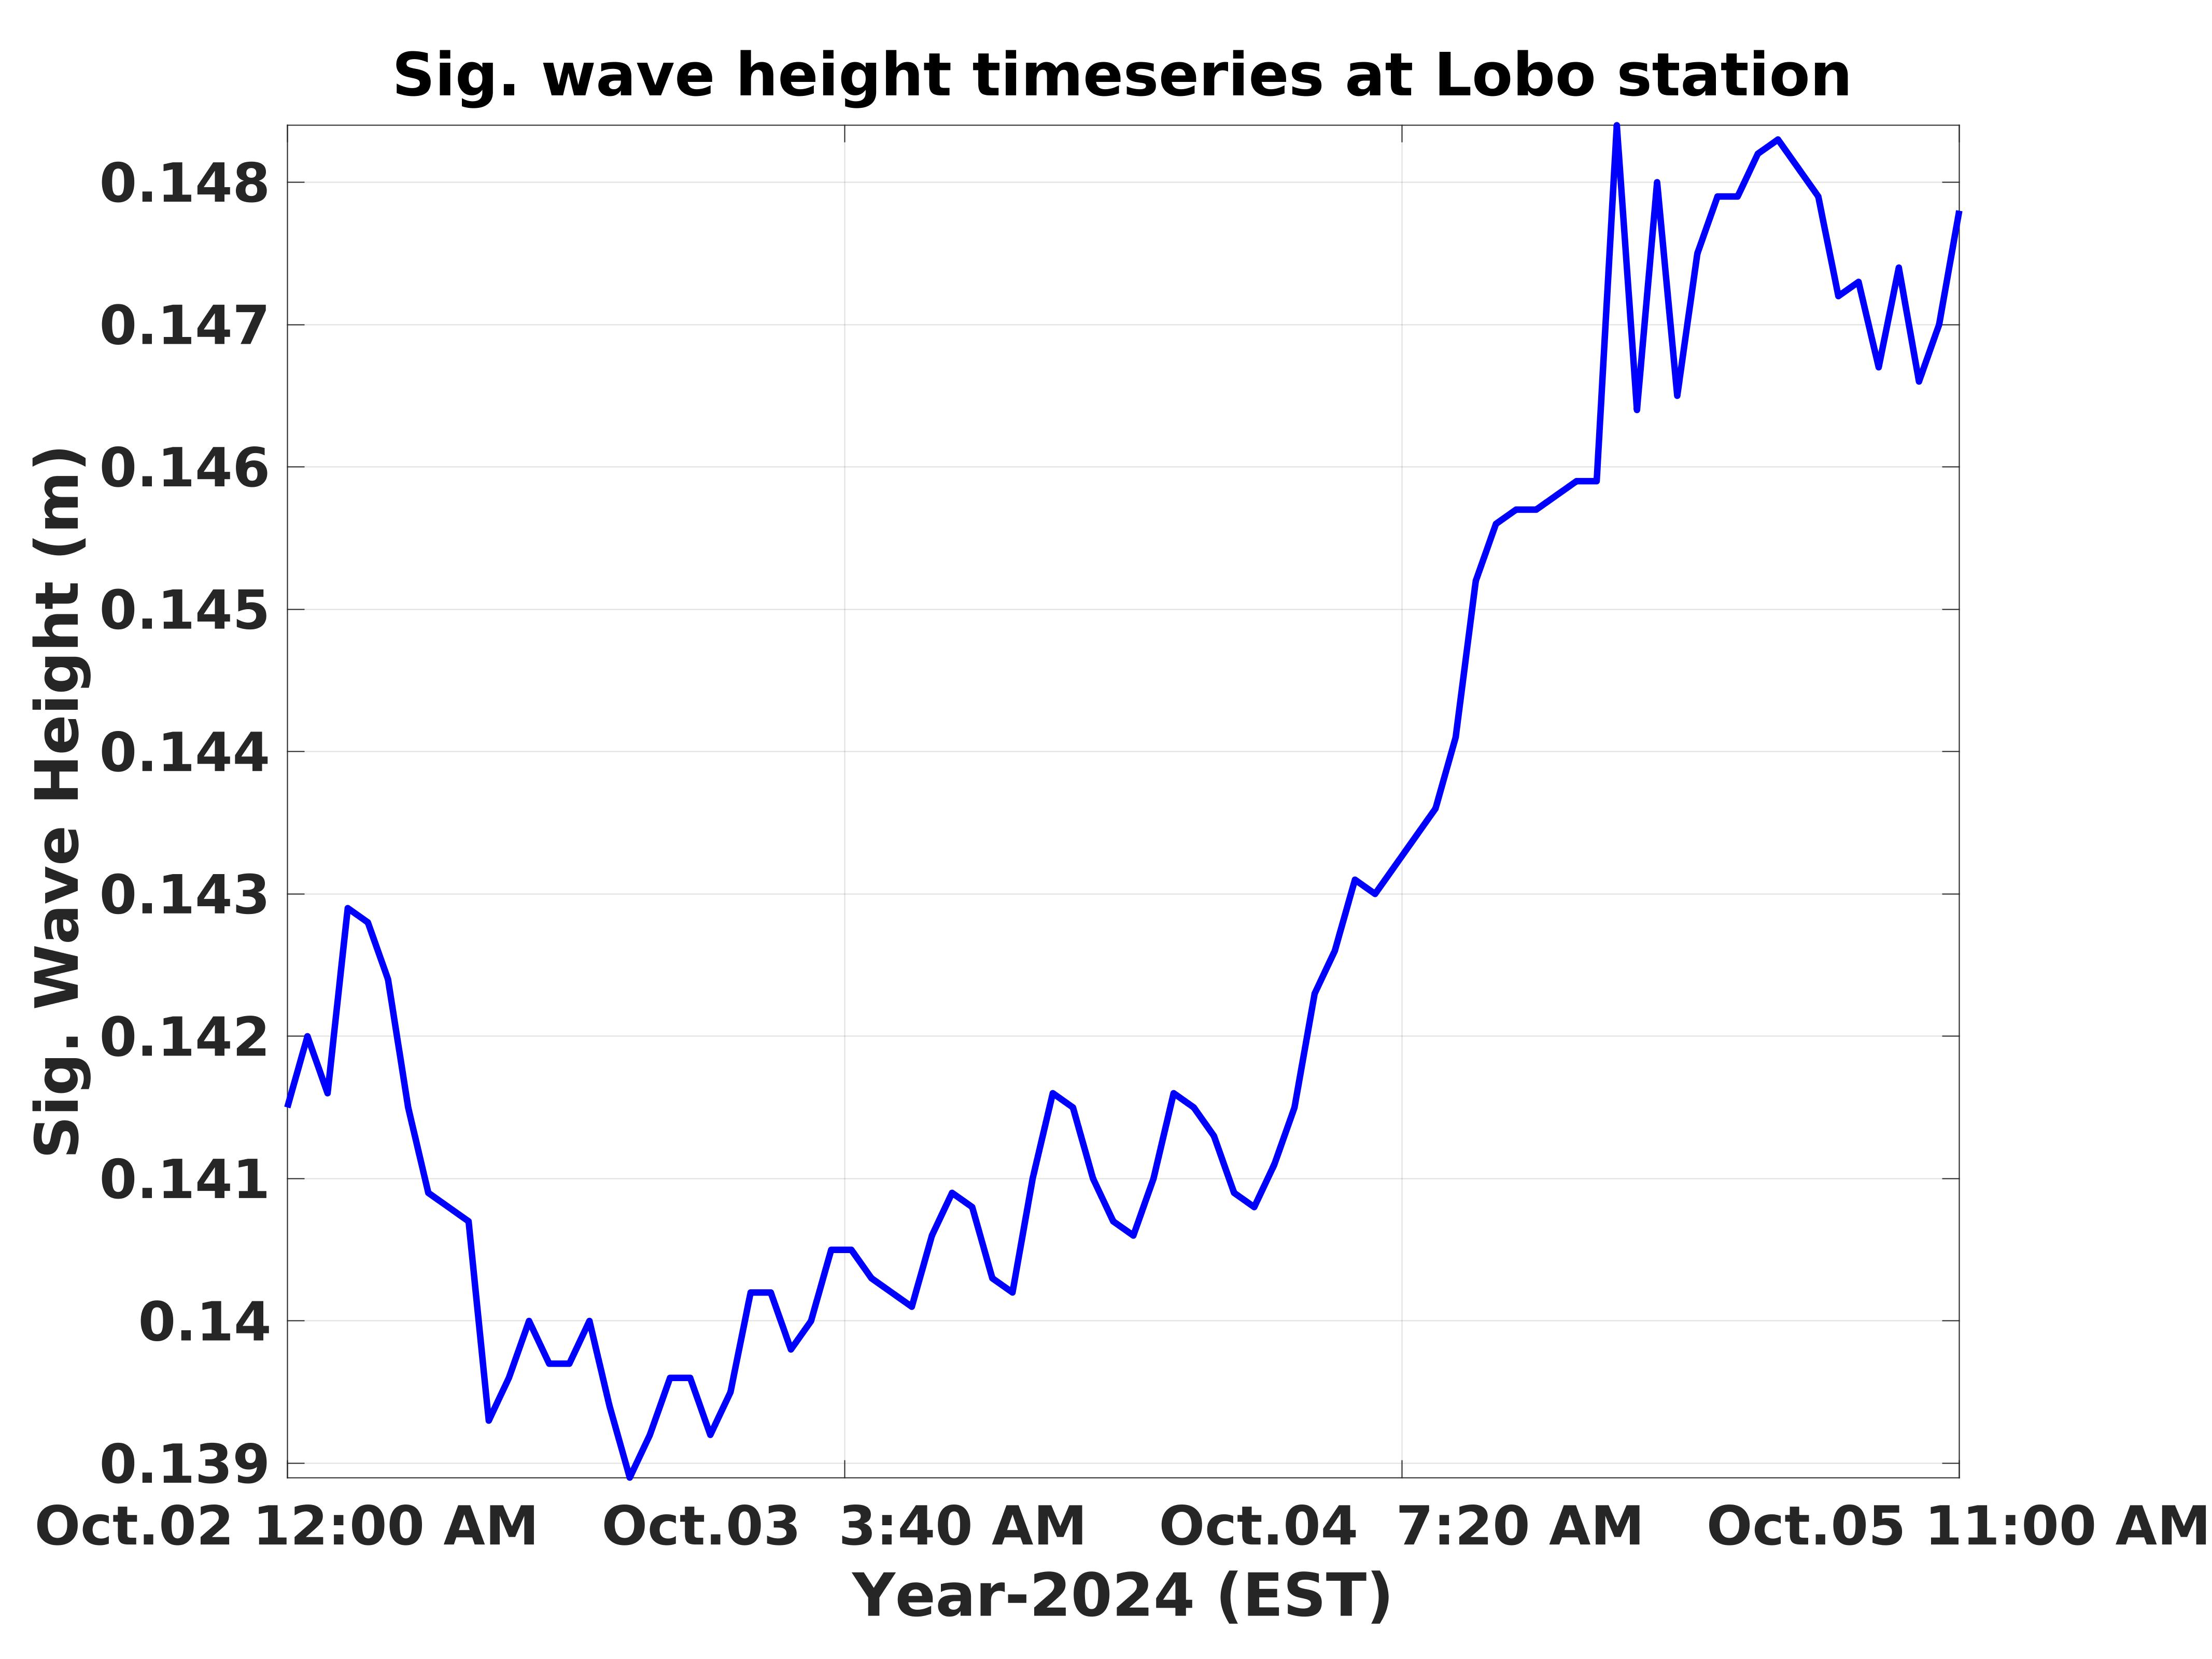 Sig. wave height timeseries at Lobo station
0.148
0.147
0.146
0.145
0.144
0.143
0.142
0.141
0.14
0.139
Sig. Wave Height (m)
Oct.02 12:00 AM Oct.03 3:40 AM Oct.04 7:20 AM Oct.05 11:00 AM
Year-2024 (EST)